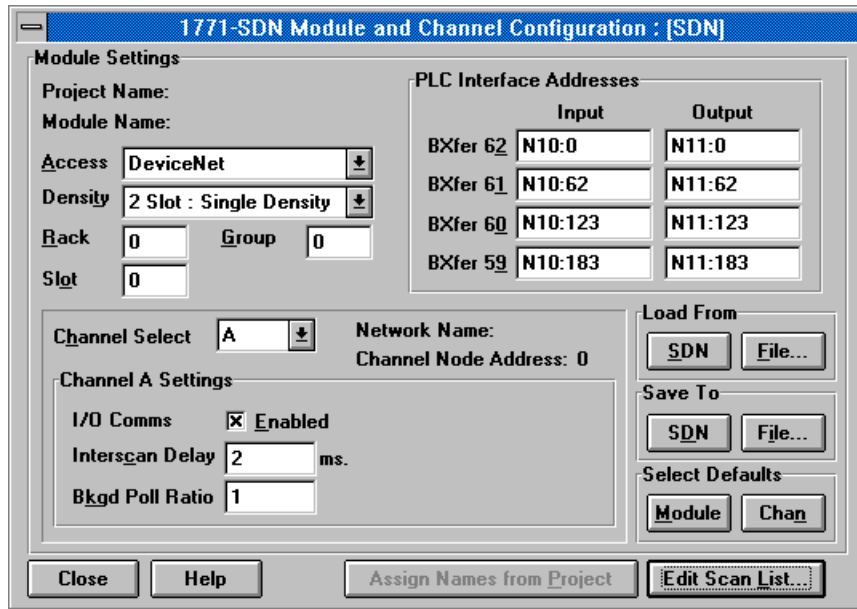 1771-SDN Module and Channel Configuration : [SDN]
Module Settings
Project Name:
Module Name:
Access DeviceNet
Density 2 Slot : Single Density
Rack 0 Group 0
Slot 0
PLC Interface Addresses
Input Output
BXfer 62 N10:0 N11:0
BXfer 61 N10:62 N11:62
BXfer 60 N10:123 N11:123
BXfer 59 N10:183 N11:183
Channel Select A
Network Name:
Channel Node Address: 0
Channel A Settings
I/O Comms Enabled
Interscan Delay 2 ms.
Bkgd Poll Ratio 1
Load From
SDN File...
Save To
SDN File...
Select Defaults
Module Chan
Close Help Assign Names from Project Edit Scan List...